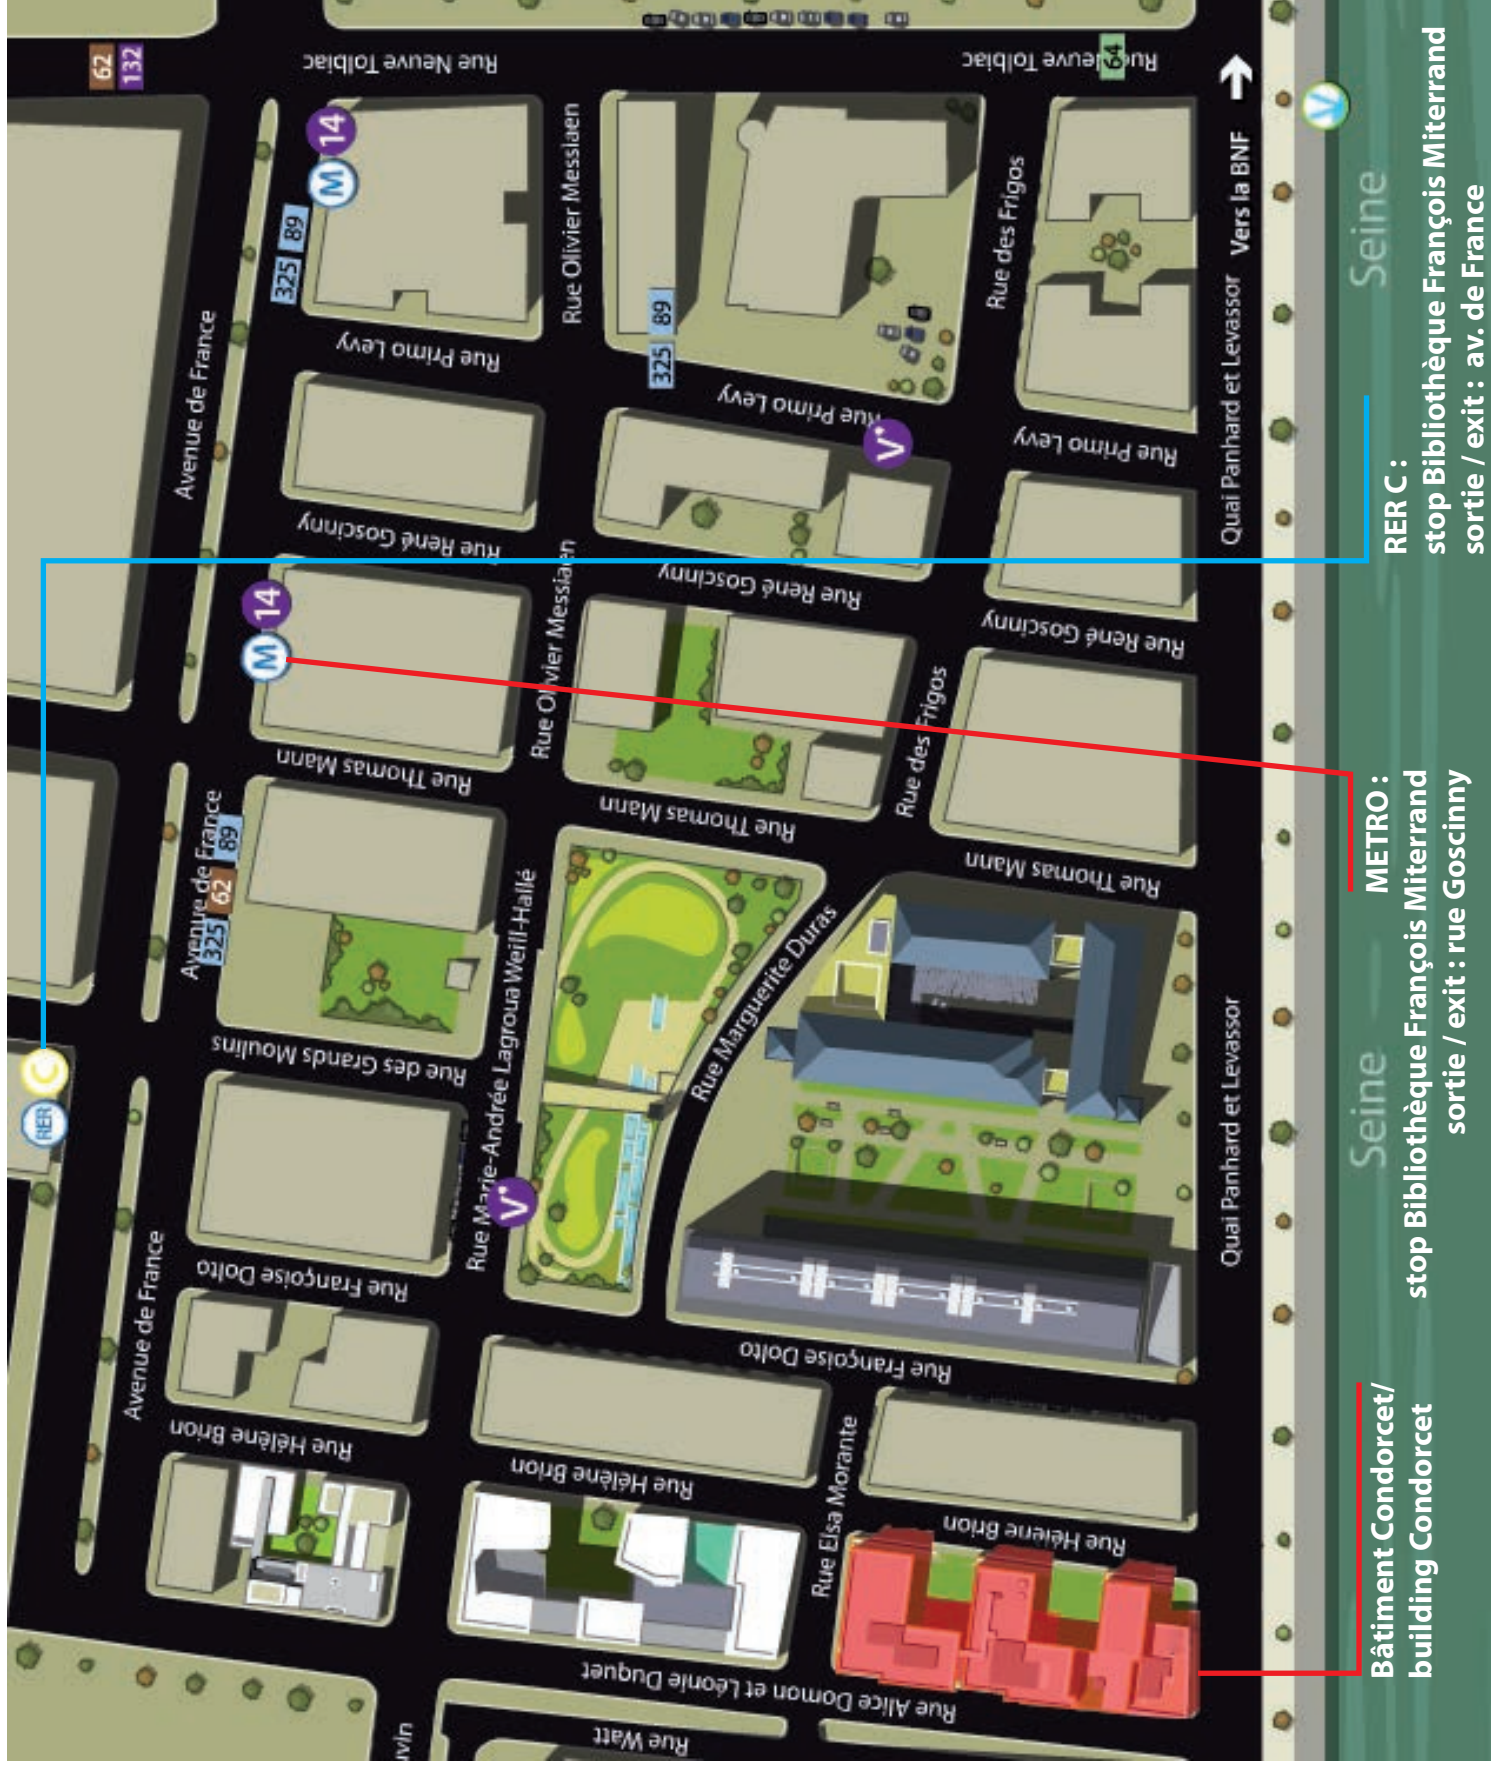 62
132
Rue Neuve Tolbiac
Rue Neuve Tolbiac
64
14
M
89
325
Avenue de France
Rue Olivier Messiaen
Rue des Frigos
Vers la BNF
V
Seine
Rue Primo Levy
89
325
Rue Primo Levy
V
Rue Primo Levy
Quai Panhard et Levassor
Rue René Goscinny
Rue René Goscinny
Rue René Goscinny
14
M
Rue Olivier Messiaen
Rue des Frigos
Rue Thomas Mann
Rue Thomas Mann
Rue Thomas Mann
Avenue de France
89
62
325
Rue Marie-Andrée Lagroua Weill-Hallé
Rue Marguerite Duras
Rue des Grands Moulins
C
RER
V
Quai Panhard et Levassor
Seine
Avenue de France
Rue Françoise Dolto
Rue Françoise Dolto
Rue Hélène Brion
Rue Hélène Brion
Rue Hélène Brion
Rue Elsa Morante
Rue Alice Domon et Léonie Duquet
Rue Watt
uvin
RER C :
stop Bibliothèque François Miterrand
sortie / exit : av. de France
METRO :
stop Bibliothèque François Miterrand
sortie / exit : rue Goscinny
Bâtiment Condorcet/
building Condorcet